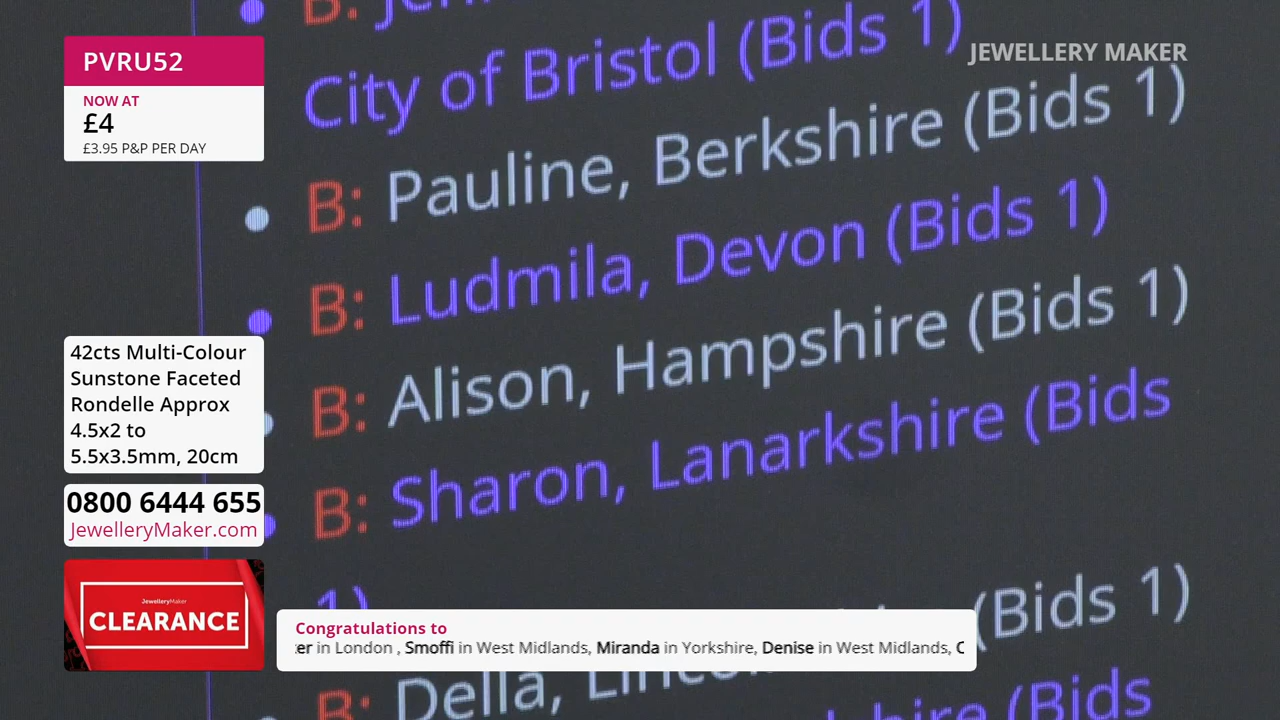 PVRU52
NOW AT
£4
£3.95 P&P PER DAY
JEWELLERY MAKER
B:
City of Bristol (Bids 1)
B: Pauline, Berkshire (Bids 1)
B: Ludmila, Devon (Bids 1)
B: Alison, Hampshire (Bids 1)
B: Sharon, Lanarkshire (Bids
1)
(Bids 1)
B: Della,
(Bids
42cts Multi-Colour
Sunstone Faceted
Rondelle Approx
4.5x2 to
5.5x3.5mm, 20cm
0800 6444 655
JewelleryMaker.com
JewelleryMaker
CLEARANCE
Congratulations to
er in London , Smoffi in West Midlands, Miranda in Yorkshire, Denise in West Midlands, C